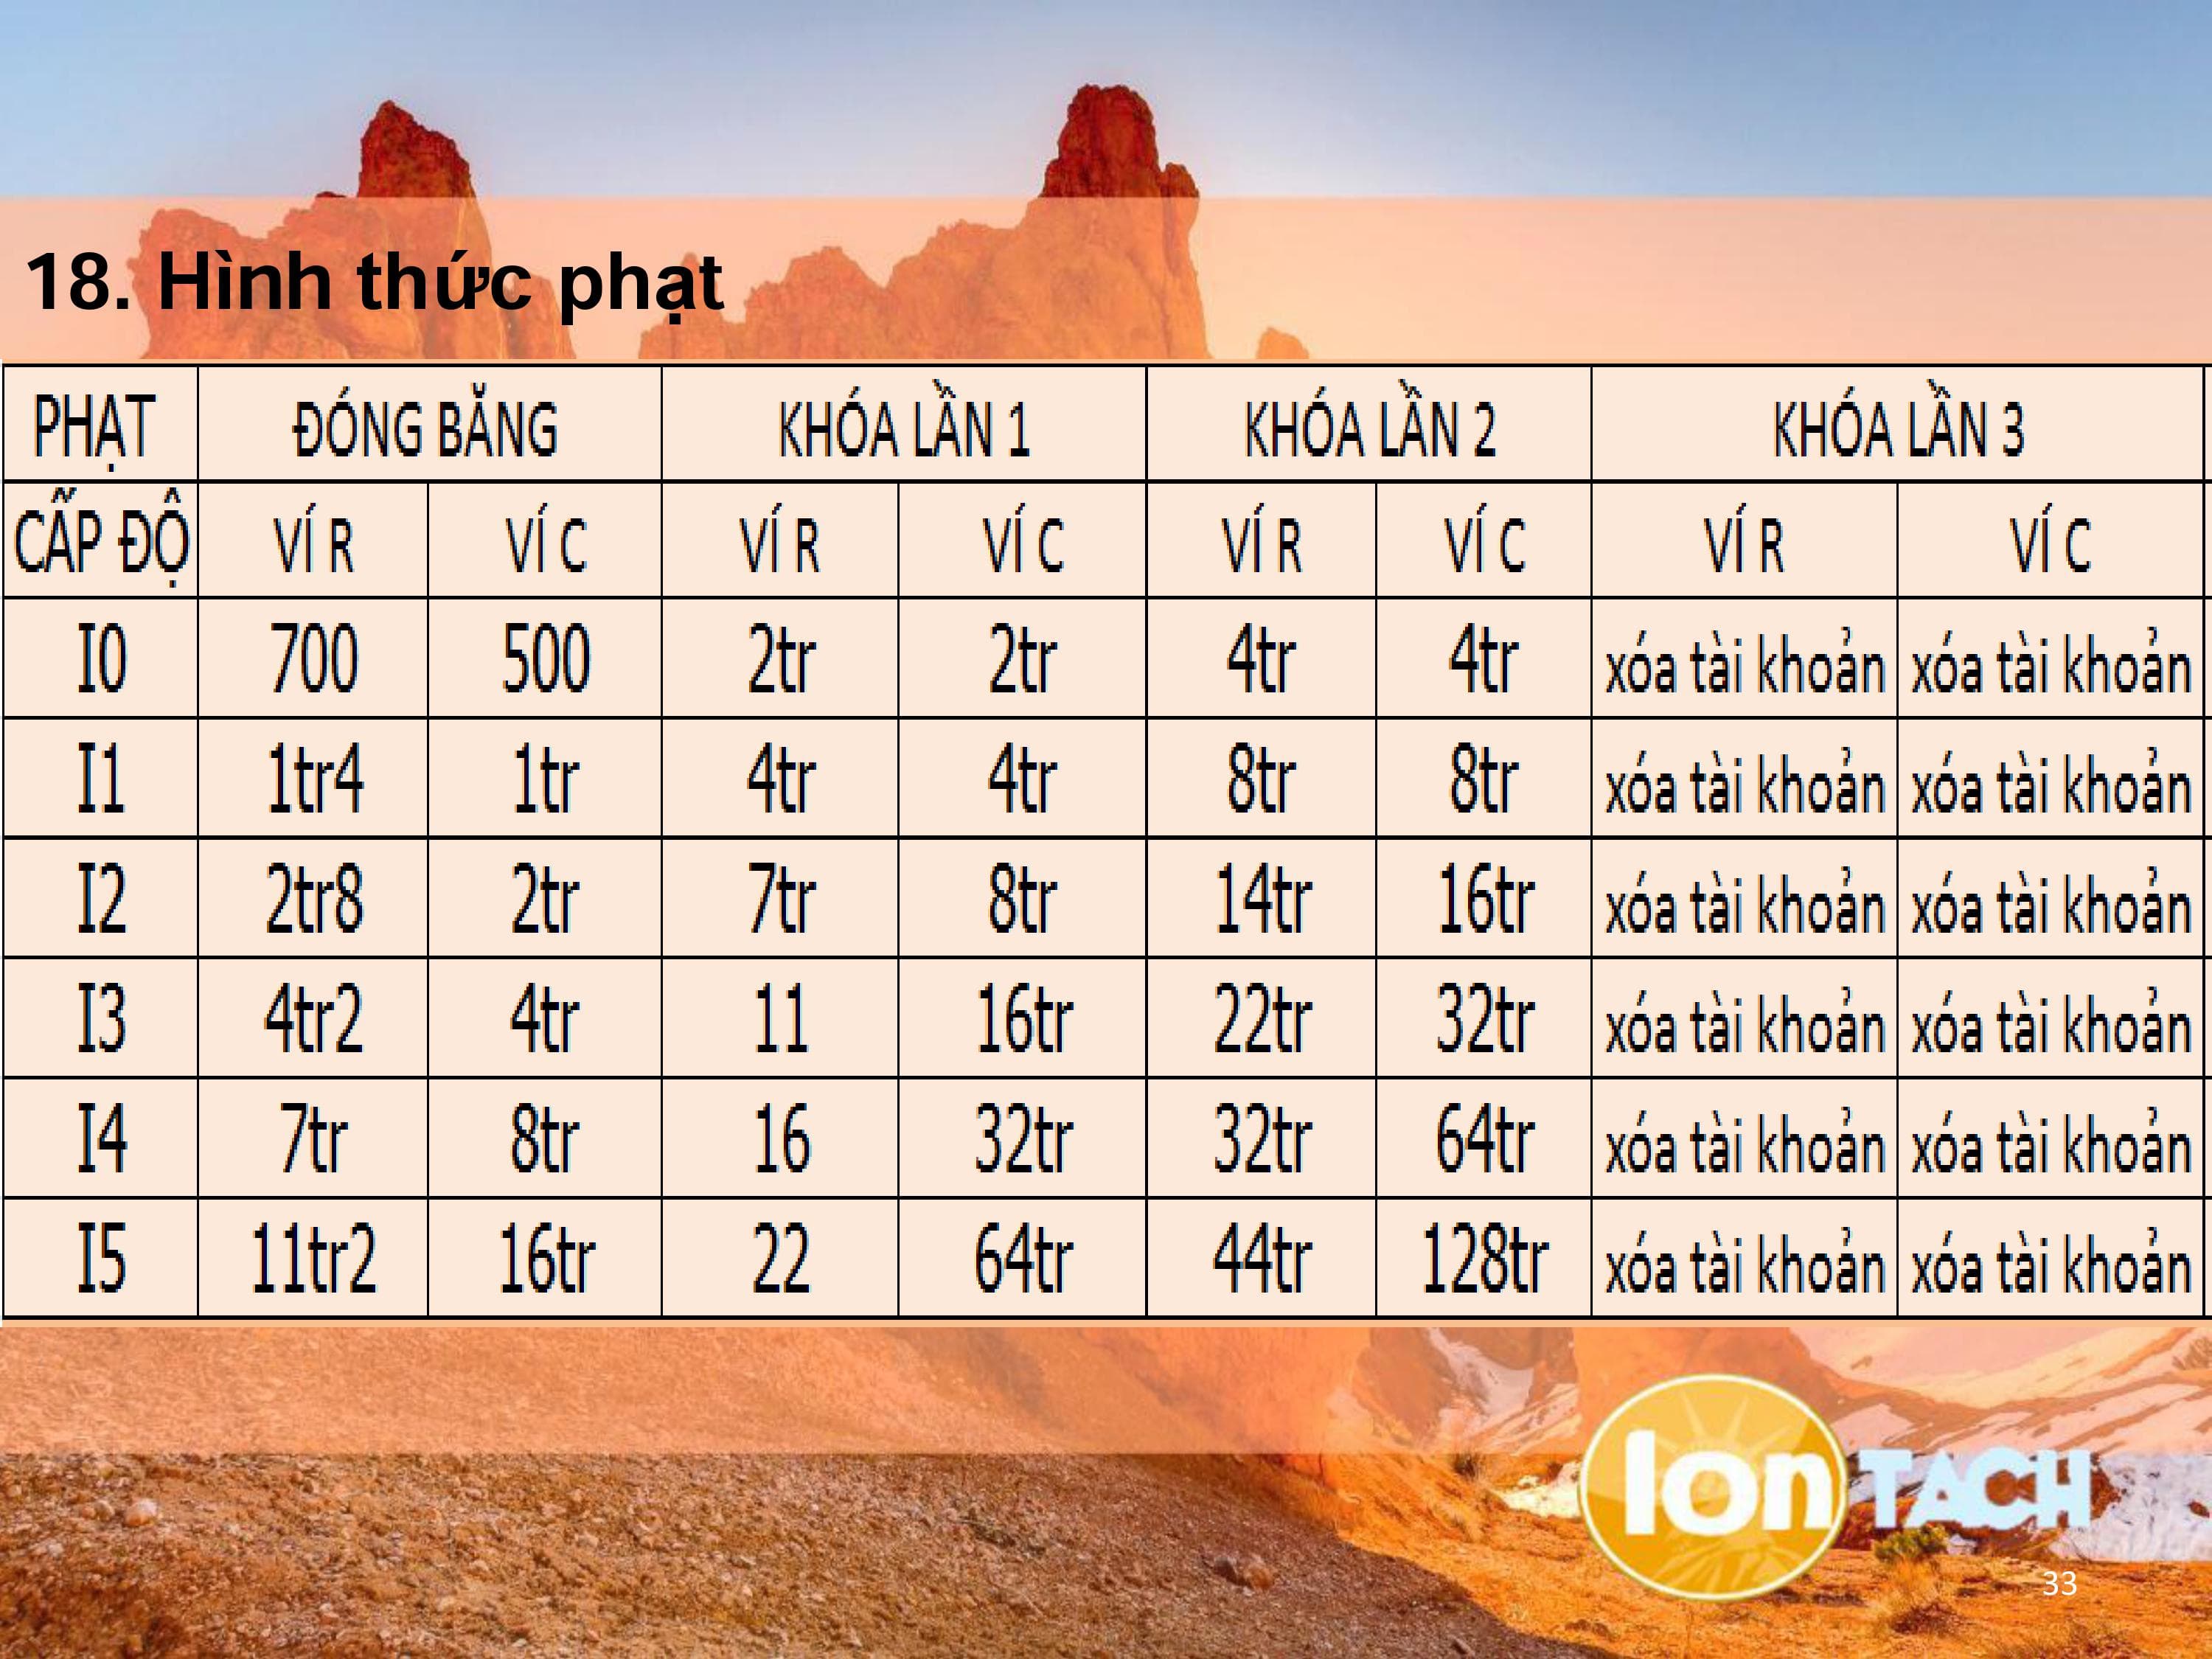 18. Hình thức phạt
PHẠT ĐÓNG BĂNG KHÓA LẦN 1 KHÓA LẦN 2 KHÓA LẦN 3
CẤP ĐỘ VÍ R VÍ C VÍ R VÍ C VÍ R VÍ C VÍ R VÍ C
I0 700 500 2tr 2tr 4tr 4tr xóa tài khoản xóa tài khoản
I1 1tr4 1tr 4tr 4tr 8tr 8tr xóa tài khoản xóa tài khoản
I2 2tr8 2tr 7tr 8tr 14tr 16tr xóa tài khoản xóa tài khoản
I3 4tr2 4tr 11 16tr 22tr 32tr xóa tài khoản xóa tài khoản
I4 7tr 8tr 16 32tr 32tr 64tr xóa tài khoản xóa tài khoản
I5 11tr2 16tr 22 64tr 44tr 128tr xóa tài khoản xóa tài khoản
Ion TACH
33